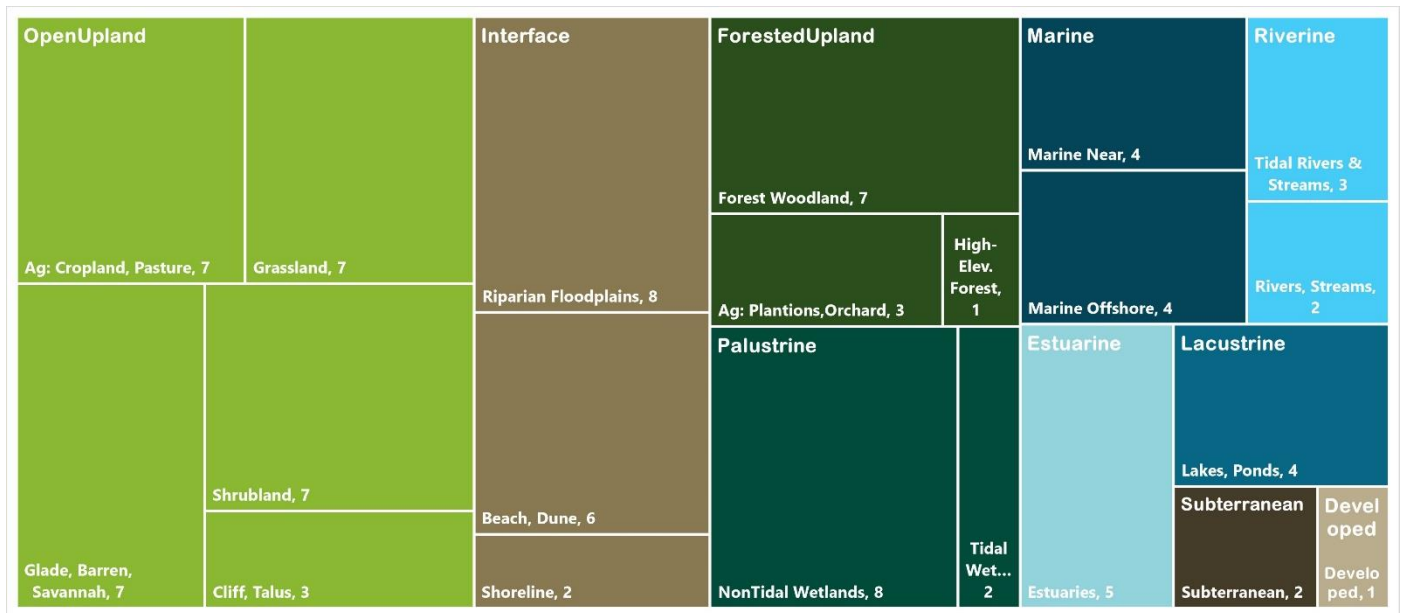 OpenUpland
Ag: Cropland, Pasture, 7
Grassland, 7
Glade, Barren,
Savannah, 7
Shrubland, 7
Cliff, Talus, 3
Interface
Riparian Floodplains, 8
Beach, Dune, 6
Shoreline, 2
ForestedUpland
Forest Woodland, 7
Ag: Plantions,Orchard, 3
High-
Elev.
Forest,
1
Palustrine
NonTidal Wetlands, 8
Tidal
Wet...
2
Marine
Marine Near, 4
Marine Offshore, 4
Riverine
Tidal Rivers &
Streams, 3
Rivers, Streams,
2
Estuarine
Estuaries, 5
Lacustrine
Lakes, Ponds, 4
Subterranean
Subterranean, 2
Devel
oped
Develo
ped, 1